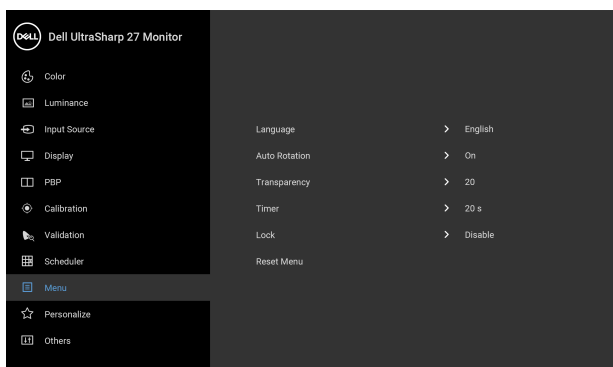 DELL Dell UltraSharp 27 Monitor
Color
Luminance
Input Source
Language English
Display
Auto Rotation On
PBP
Transparency 20
Calibration
Timer 20 s
Validation
Lock Disable
Scheduler
Reset Menu
Menu
Personalize
Others